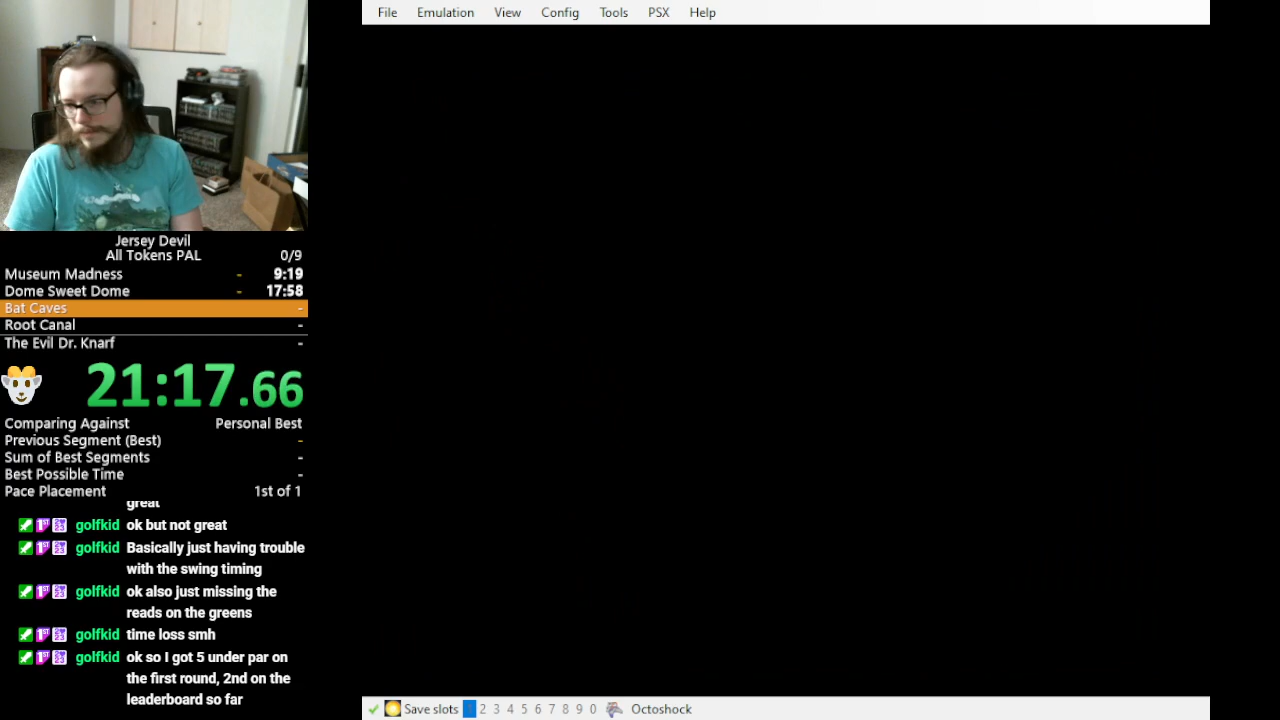 File Emulation View Config Tools PSX Help
Jersey Devil
All Tokens PAL 0/9
Museum Madness - 9:19
Dome Sweet Dome - 17:58
Bat Caves -
Root Canal -
The Evil Dr. Knarf -
21:17.66
Comparing Against Personal Best
Previous Segment (Best) -
Sum of Best Segments -
Best Possible Time -
Pace Placement 1st of 1
great
golfkid ok but not great
golfkid Basically just having trouble
with the swing timing
golfkid ok also just missing the
reads on the greens
golfkid time loss smh
golfkid ok so I got 5 under par on
the first round, 2nd on the
leaderboard so far
Save slots 1 2 3 4 5 6 7 8 9 0 Octoshock